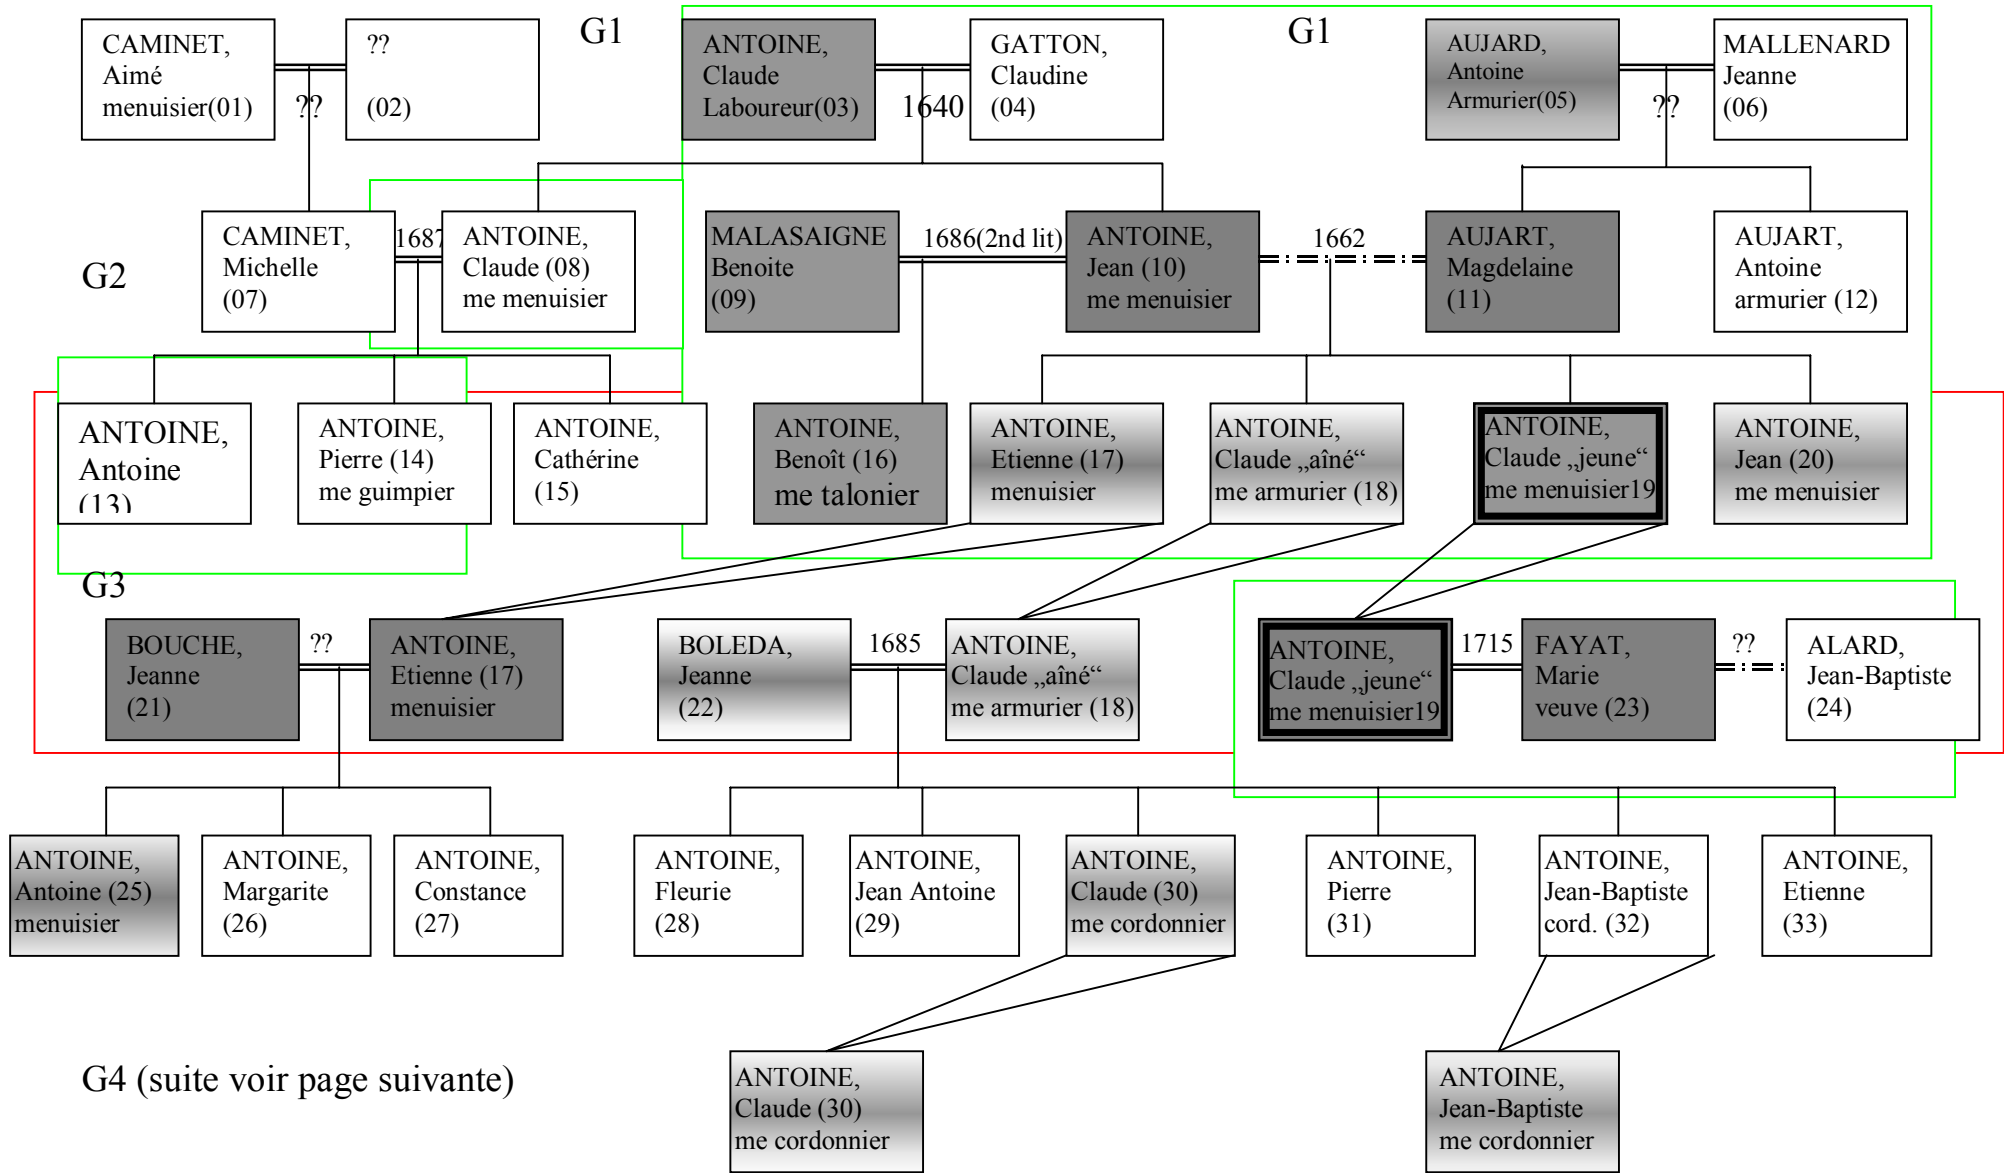 CAMINET,
Aimé
menuisier(01)
??
??
(02)
G1
ANTOINE,
Claude
Laboureur(03)
1640
GATTON,
Claudine
(04)
G1
AUJARD,
Antoine
Armurier(05)
??
MALLENARD
Jeanne
(06)
G2
CAMINET,
Michelle
(07)
1687
ANTOINE,
Claude (08)
me menuisier
MALASAIGNE
Benoite
(09)
1686(2nd lit)
ANTOINE,
Jean (10)
me menuisier
1662
AUJART,
Magdelaine
(11)
AUJART,
Antoine
armurier (12)
ANTOINE,
Antoine
(13)
ANTOINE,
Pierre (14)
me guimpier
ANTOINE,
Cathérine
(15)
ANTOINE,
Benoît (16)
me talonier
ANTOINE,
Etienne (17)
menuisier
ANTOINE,
Claude „aîné“
me armurier (18)
ANTOINE,
Claude „jeune“
me menuisier19
ANTOINE,
Jean (20)
me menuisier
G3
BOUCHE,
Jeanne
(21)
??
ANTOINE,
Etienne (17)
menuisier
BOLEDA,
Jeanne
(22)
1685
ANTOINE,
Claude „aîné“
me armurier (18)
ANTOINE,
Claude „jeune“
me menuisier19
1715
FAYAT,
Marie
veuve (23)
??
ALARD,
Jean-Baptiste
(24)
ANTOINE,
Antoine (25)
menuisier
ANTOINE,
Margarite
(26)
ANTOINE,
Constance
(27)
ANTOINE,
Fleurie
(28)
ANTOINE,
Jean Antoine
(29)
ANTOINE,
Claude (30)
me cordonnier
ANTOINE,
Pierre
(31)
ANTOINE,
Jean-Baptiste
cord. (32)
ANTOINE,
Etienne
(33)
G4 (suite voir page suivante)
ANTOINE,
Claude (30)
me cordonnier
ANTOINE,
Jean-Baptiste
me cordonnier